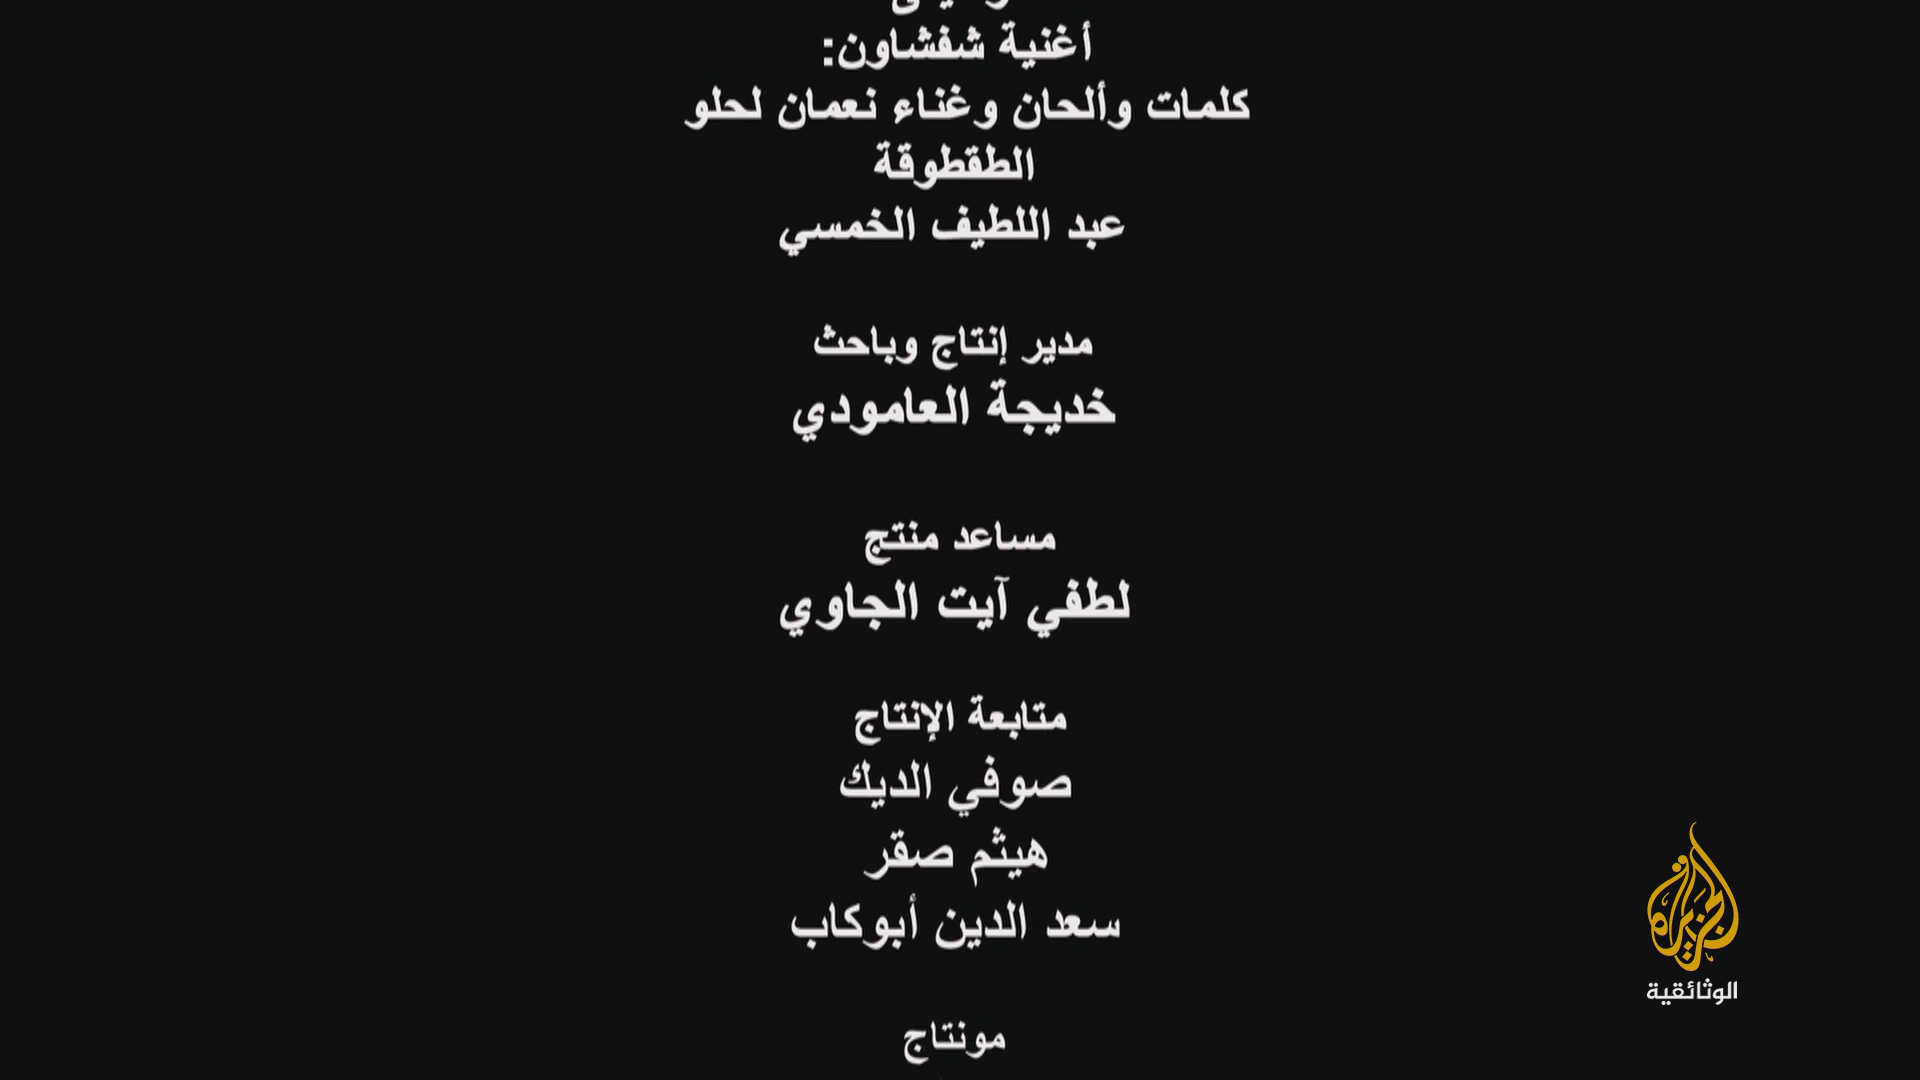 أغنية شفشاون:
كلمات وألحان وغناء نعمان لحلو
الطقطوقة
عبد اللطيف الخمسي
مدير إنتاج وباحث
خديجة العامودي
مساعد منتج
لطفي آيت الجاوي
متابعة الإنتاج
صوفي الديك
هيثم صقر
سعد الدين أبوكاب
مونتاج
الجزيرة
الوثائقية